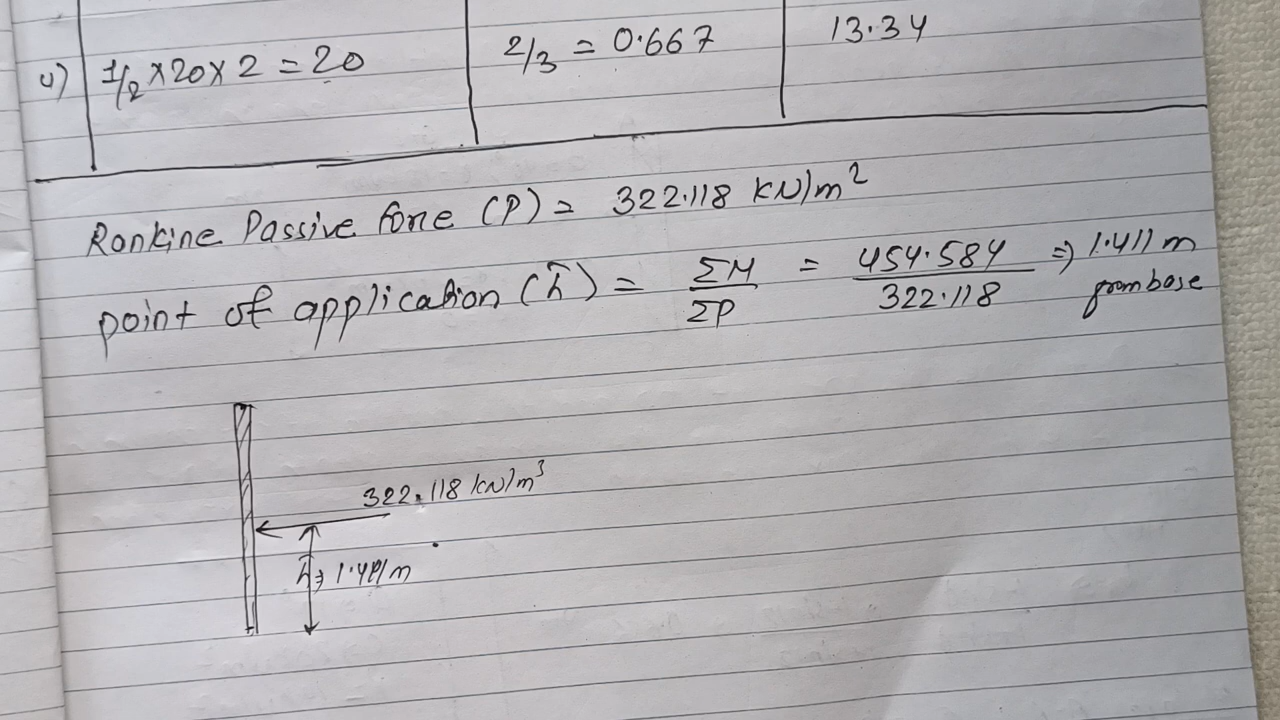 4) 1/2 × 20 × 2 = 20 2/3 = 0.667 13.34
Rankine Passive force (P) = 322.118 KN/m²
point of application (h̄) = ΣM/ΣP = 454.584/322.118 ⇒ 1.411 m from base
322.118 KN/m³
h̄ ⇒ 1.411 m